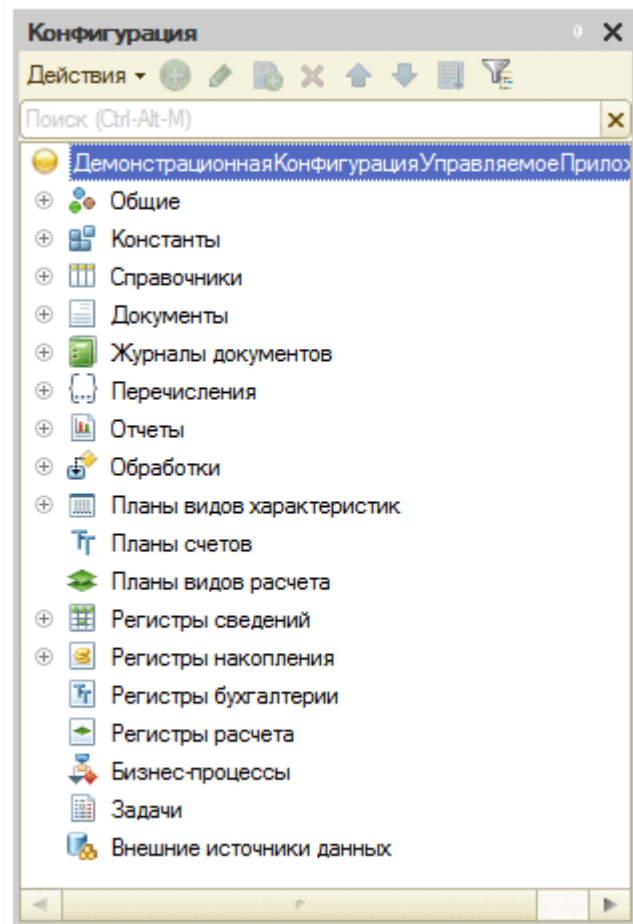 Конфигурация
Действия
Поиск (Ctrl-Alt-M)
ДемонстрационнаяКонфигурацияУправляемоеПрилож
Общие
Константы
Справочники
Документы
Журналы документов
Перечисления
Отчеты
Обработки
Планы видов характеристик
Планы счетов
Планы видов расчета
Регистры сведений
Регистры накопления
Регистры бухгалтерии
Регистры расчета
Бизнес-процессы
Задачи
Внешние источники данных